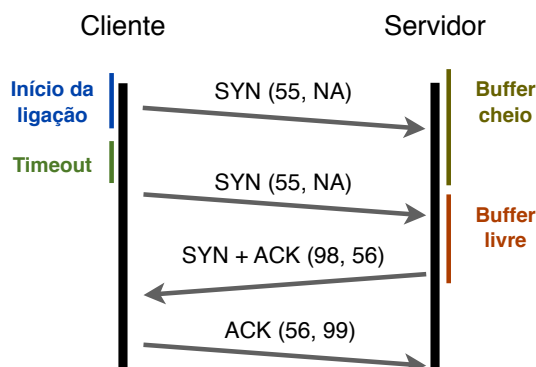 Cliente
Servidor
Início da
ligação
SYN (55, NA)
Buffer
cheio
Timeout
SYN (55, NA)
Buffer
livre
SYN + ACK (98, 56)
ACK (56, 99)